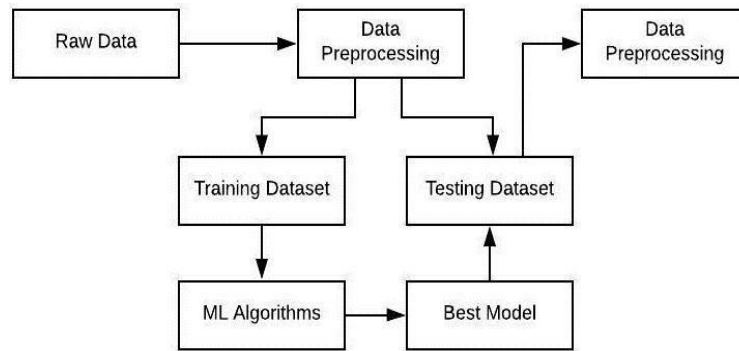 Raw Data
Data
Preprocessing
Data
Preprocessing
Training Dataset
Testing Dataset
ML Algorithms
Best Model